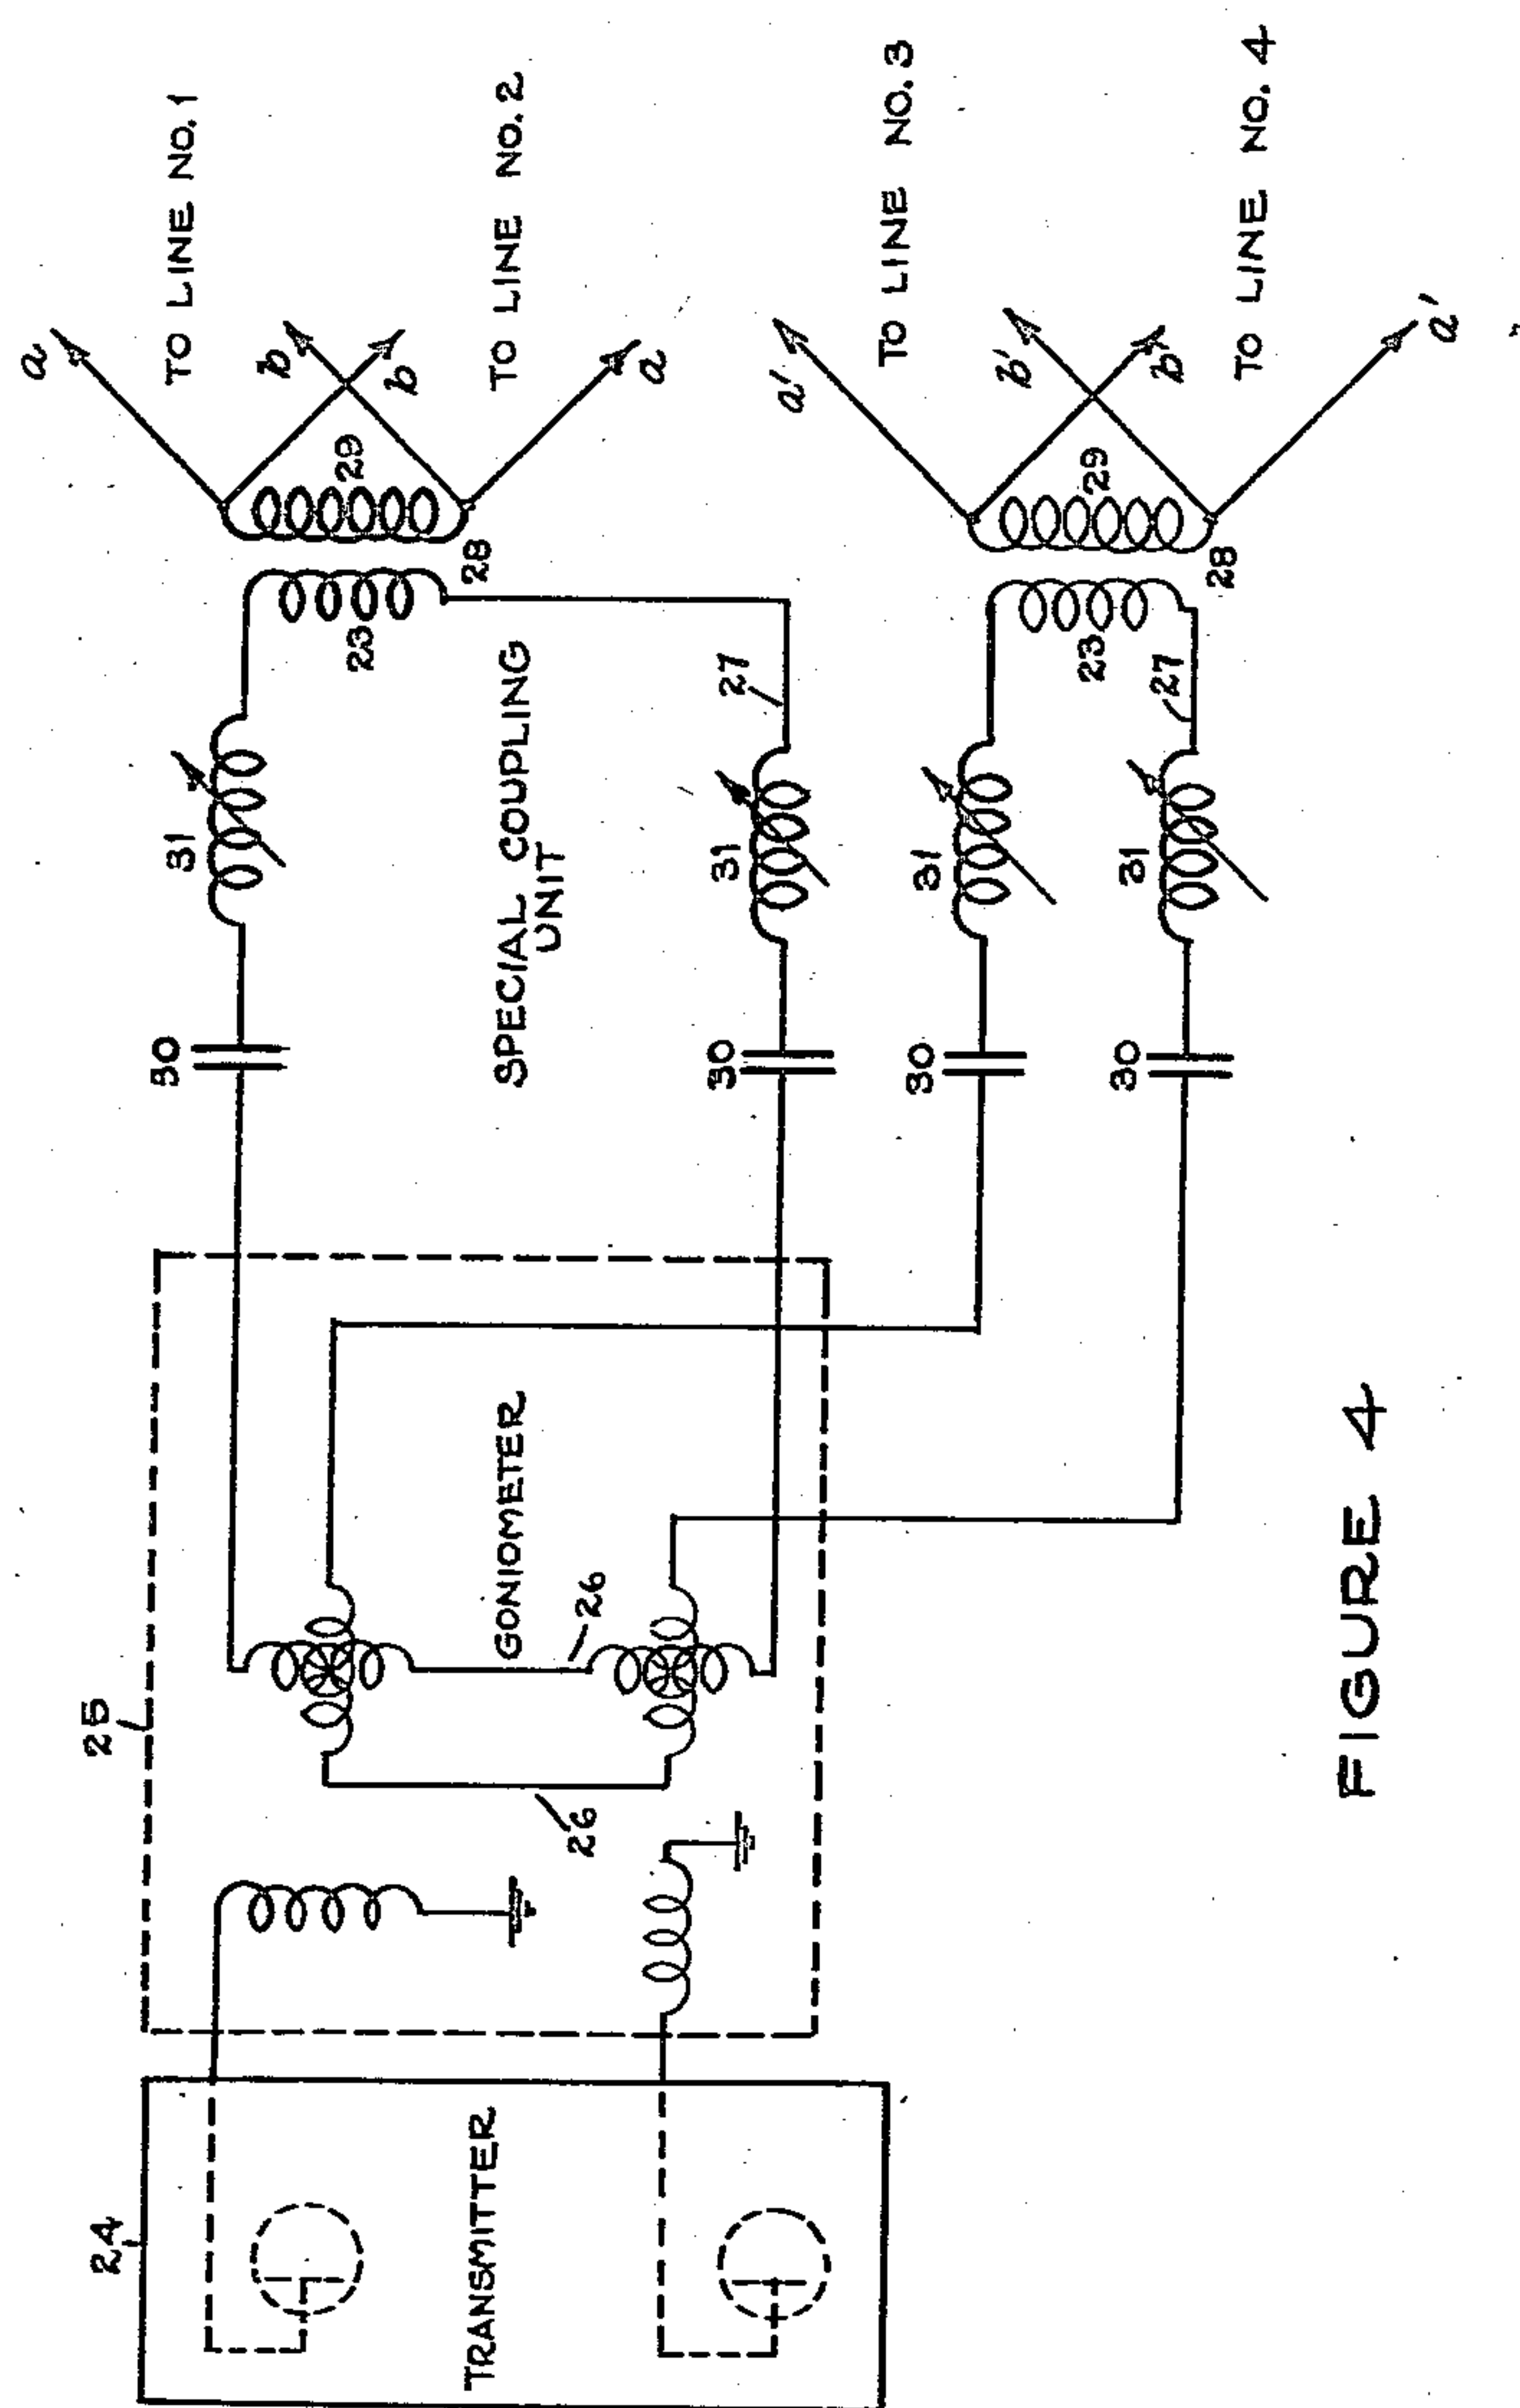 24
TRANSMITTER
25
GONIOMETER
26
26
SPECIAL COUPLING
UNIT
30
30
30
30
31
31
31
31
27
27
23
23
28
28
29
29
a
TO LINE NO. 1
b
b
TO LINE NO. 2
a
a'
TO LINE NO. 3
b'
b'
TO LINE NO. 4
a'
FIGURE 4